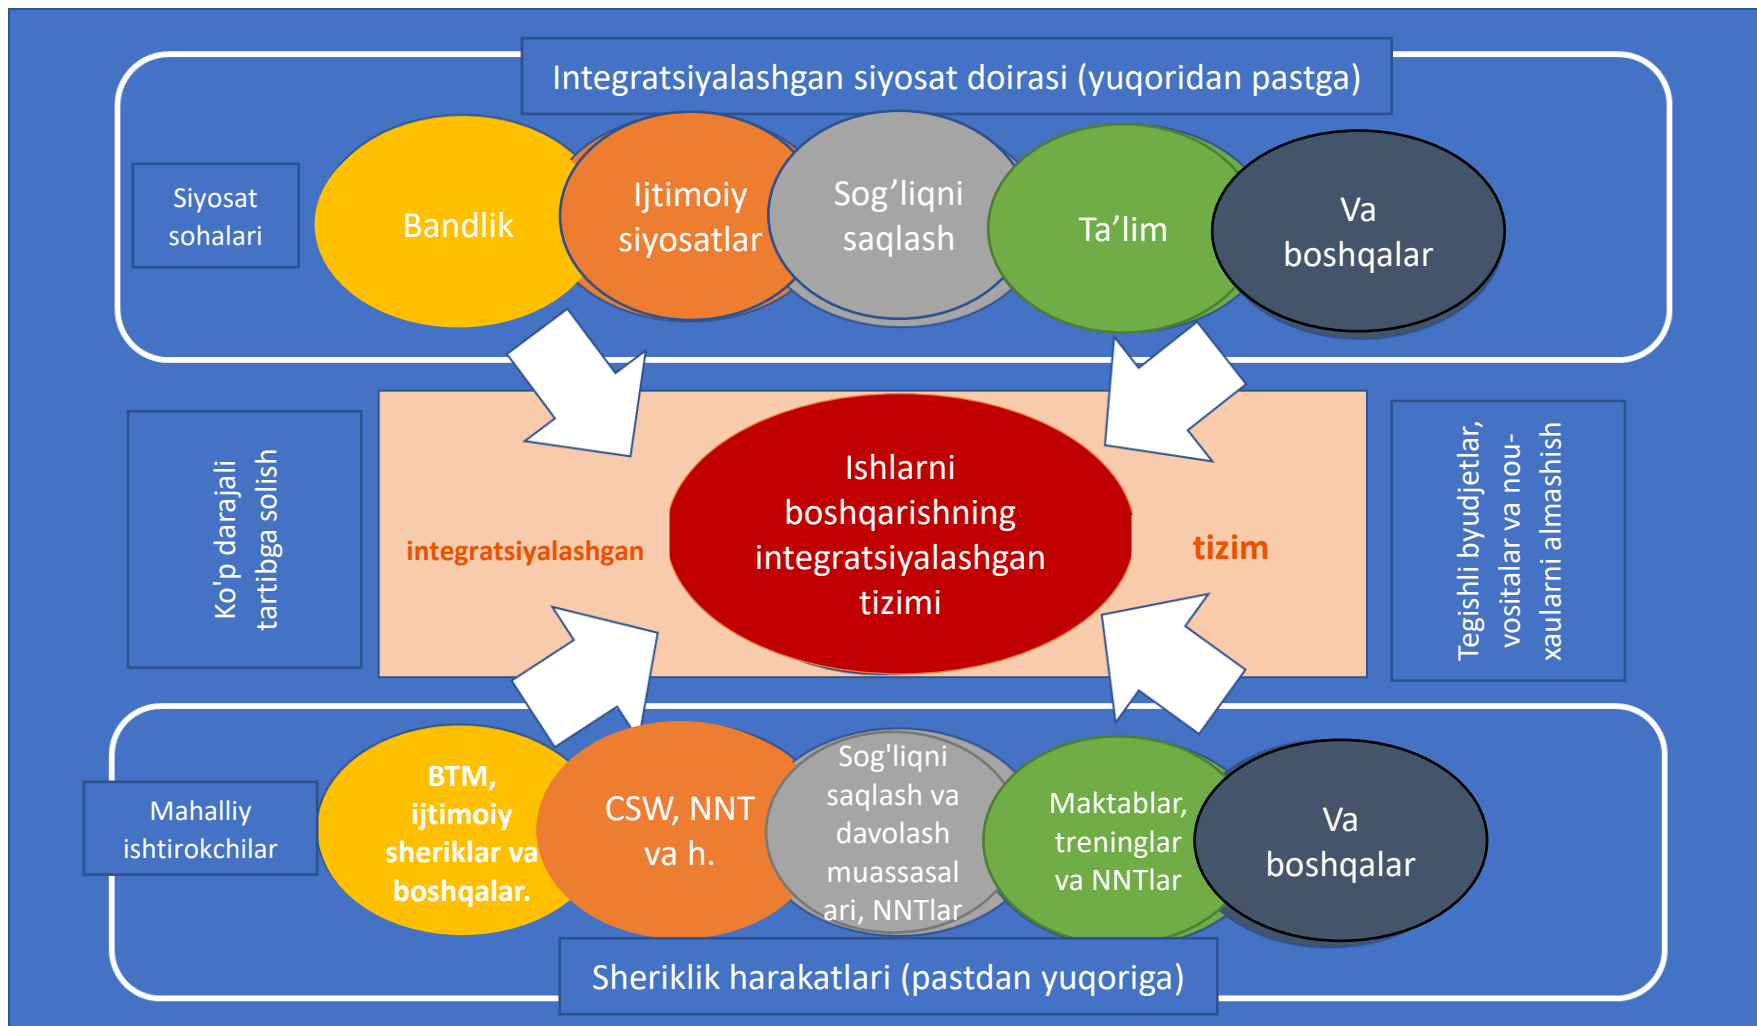 Integratsiyalashgan siyosat doirasi (yuqoridan pastga)
Siyosat
sohalari
Bandlik
Ijtimoiy
siyosatlar
Sog’liqni
saqlash
Ta’lim
Va
boshqalar
Ko'p darajali
tartibga solish
integratsiyalashgan
Ishlarni
boshqarishning
integratsiyalashgan
tizimi
tizim
Tegishli byudjetlar,
vositalar va nou-
xaularni almashish
Mahalliy
ishtirokchilar
BTM,
ijtimoiy
sheriklar va
boshqalar.
CSW, NNT
va h.
Sog'liqni
saqlash va
davolash
muassasal
ari, NNTlar
Maktablar,
treninglar
va NNTlar
Va
boshqalar
Sheriklik harakatlari (pastdan yuqoriga)